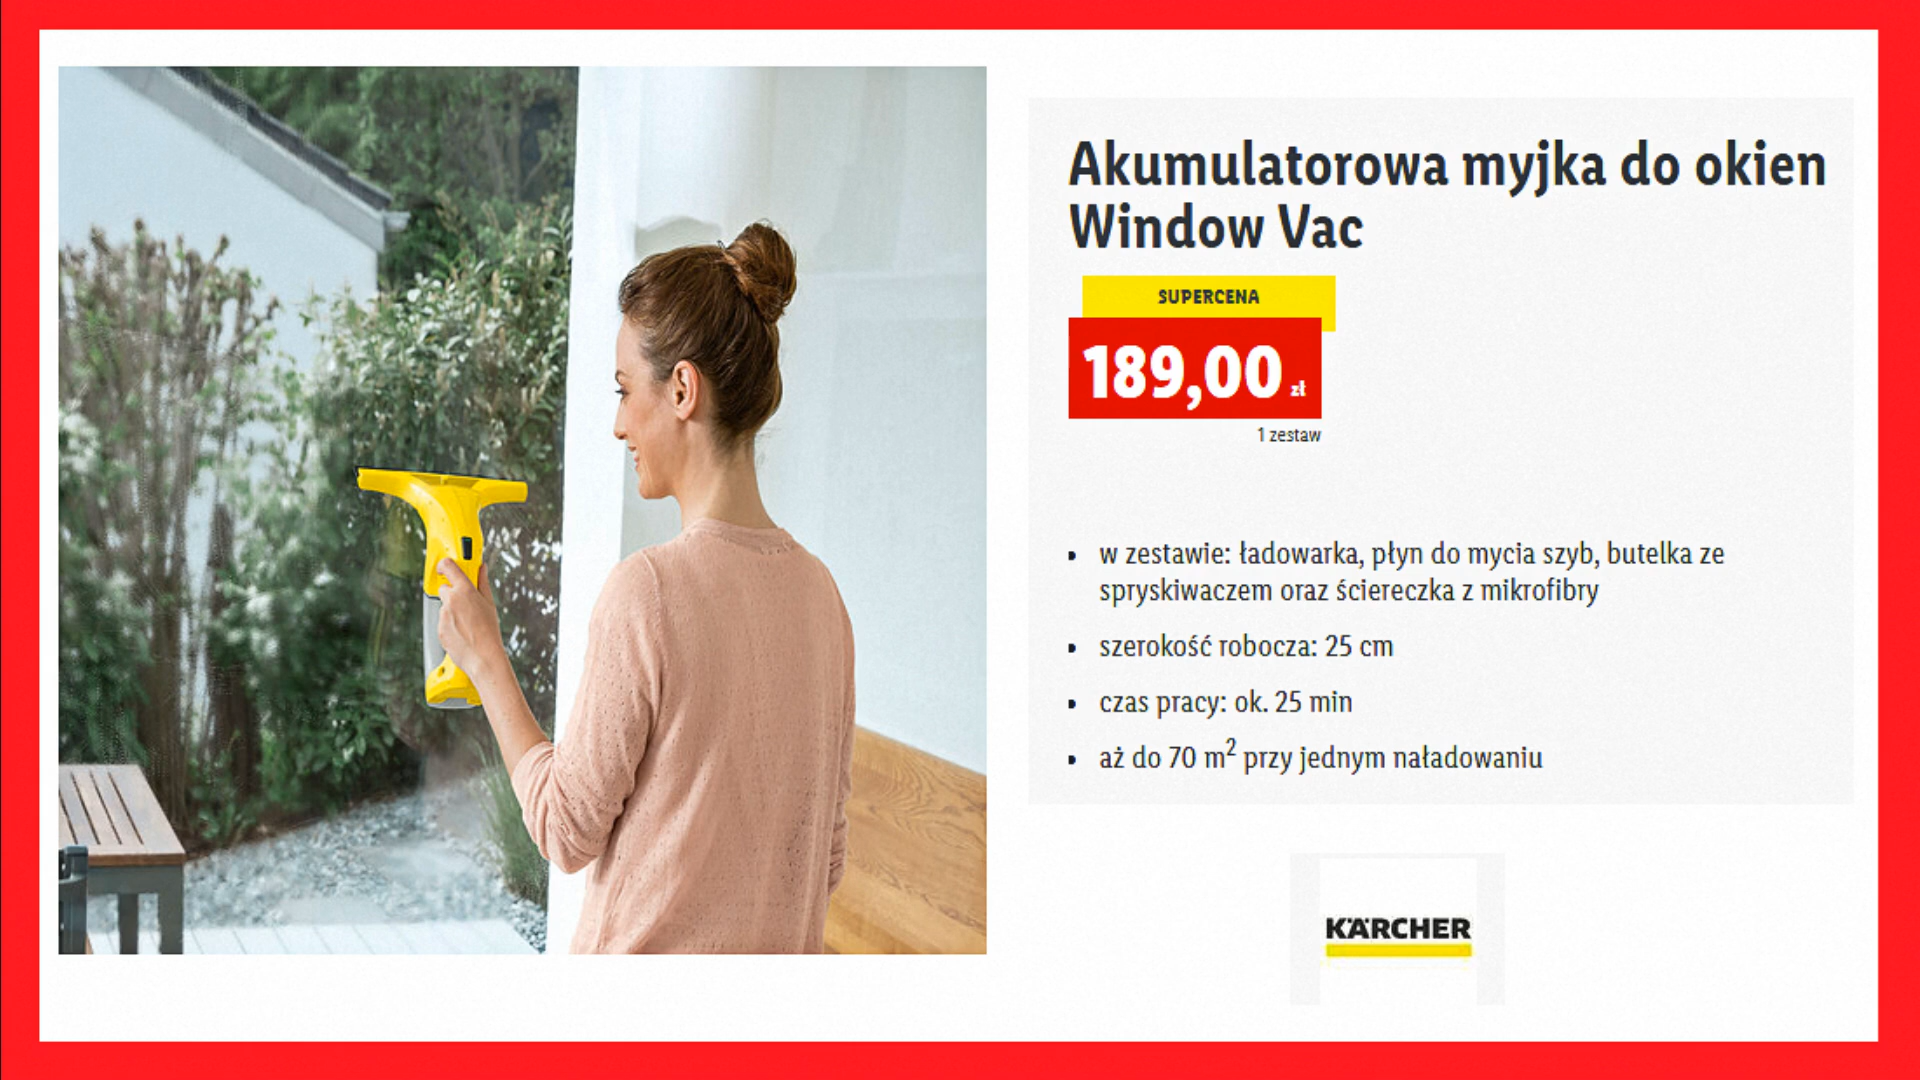 Akumulatorowa myjka do okien
Window Vac
SUPERCENA
189,00 zł
1 zestaw
• w zestawie: ładowarka, płyn do mycia szyb, butelka ze
spryskiwaczem oraz ściereczka z mikrofibry
• szerokość robocza: 25 cm
• czas pracy: ok. 25 min
• aż do 70 m² przy jednym naładowaniu
KÄRCHER